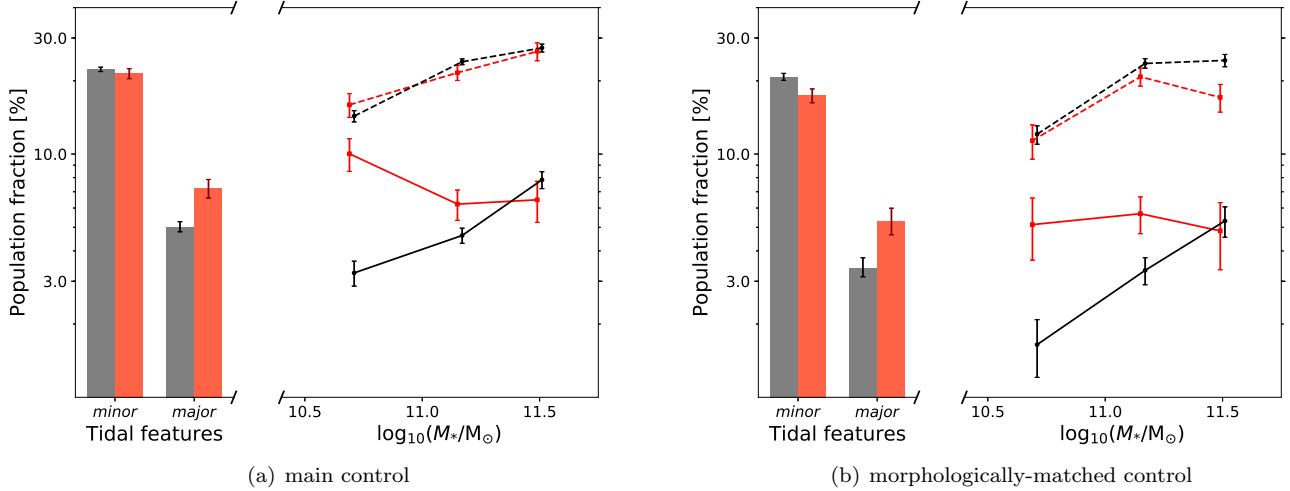 30.0
10.0
3.0
Population fraction [%]
minor major
Tidal features
10.5 11.0 11.5
log₁₀(M*/M⊙)
(a) main control
30.0
10.0
3.0
Population fraction [%]
minor major
Tidal features
10.5 11.0 11.5
log₁₀(M*/M⊙)
(b) morphologically-matched control